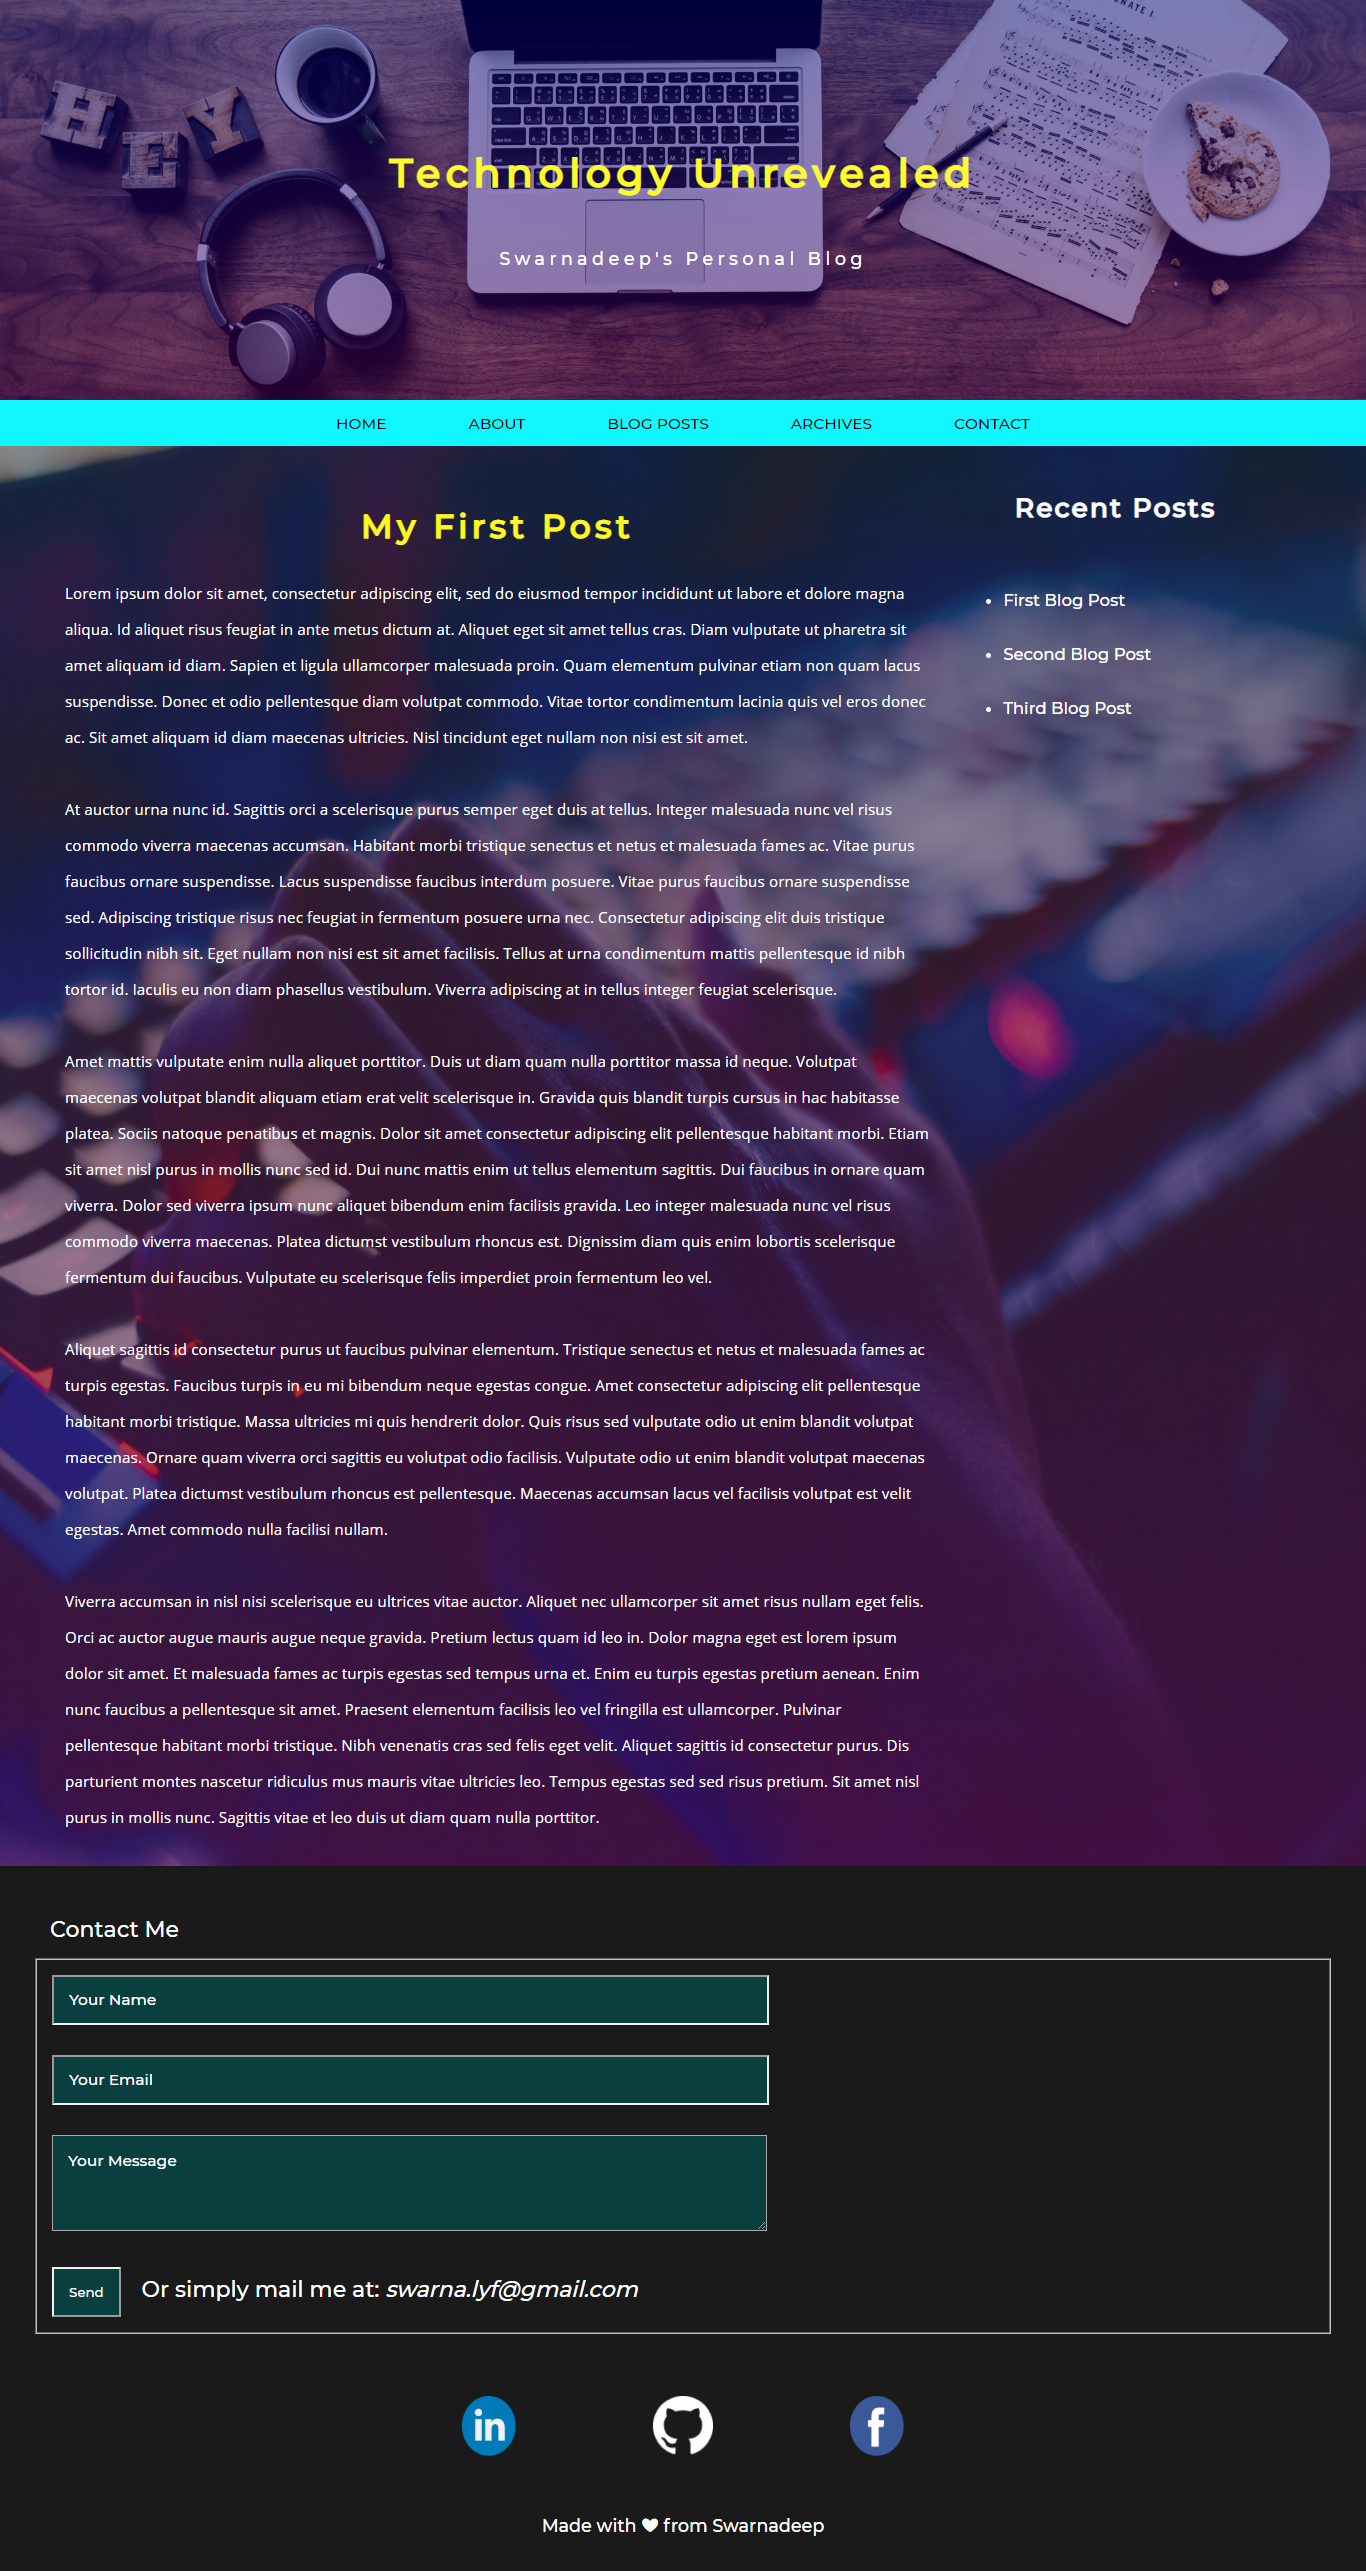 HEY
NATE I.
Technology Unrevealed
Swarnadeep's Personal Blog
HOME ABOUT BLOG POSTS ARCHIVES CONTACT
My First Post
Lorem ipsum dolor sit amet, consectetur adipiscing elit, sed do eiusmod tempor incididunt ut labore et dolore magna
aliqua. Id aliquet risus feugiat in ante metus dictum at. Aliquet eget sit amet tellus cras. Diam vulputate ut pharetra sit
amet aliquam id diam. Sapien et ligula ullamcorper malesuada proin. Quam elementum pulvinar etiam non quam lacus
suspendisse. Donec et odio pellentesque diam volutpat commodo. Vitae tortor condimentum lacinia quis vel eros donec
ac. Sit amet aliquam id diam maecenas ultricies. Nisl tincidunt eget nullam non nisi est sit amet.
At auctor urna nunc id. Sagittis orci a scelerisque purus semper eget duis at tellus. Integer malesuada nunc vel risus
commodo viverra maecenas accumsan. Habitant morbi tristique senectus et netus et malesuada fames ac. Vitae purus
faucibus ornare suspendisse. Lacus suspendisse faucibus interdum posuere. Vitae purus faucibus ornare suspendisse
sed. Adipiscing tristique risus nec feugiat in fermentum posuere urna nec. Consectetur adipiscing elit duis tristique
sollicitudin nibh sit. Eget nullam non nisi est sit amet facilisis. Tellus at urna condimentum mattis pellentesque id nibh
tortor id. Iaculis eu non diam phasellus vestibulum. Viverra adipiscing at in tellus integer feugiat scelerisque.
Amet mattis vulputate enim nulla aliquet porttitor. Duis ut diam quam nulla porttitor massa id neque. Volutpat
maecenas volutpat blandit aliquam etiam erat velit scelerisque in. Gravida quis blandit turpis cursus in hac habitasse
platea. Sociis natoque penatibus et magnis. Dolor sit amet consectetur adipiscing elit pellentesque habitant morbi. Etiam
sit amet nisl purus in mollis nunc sed id. Dui nunc mattis enim ut tellus elementum sagittis. Dui faucibus in ornare quam
viverra. Dolor sed viverra ipsum nunc aliquet bibendum enim facilisis gravida. Leo integer malesuada nunc vel risus
commodo viverra maecenas. Platea dictumst vestibulum rhoncus est. Dignissim diam quis enim lobortis scelerisque
fermentum dui faucibus. Vulputate eu scelerisque felis imperdiet proin fermentum leo vel.
Aliquet sagittis id consectetur purus ut faucibus pulvinar elementum. Tristique senectus et netus et malesuada fames ac
turpis egestas. Faucibus turpis in eu mi bibendum neque egestas congue. Amet consectetur adipiscing elit pellentesque
habitant morbi tristique. Massa ultricies mi quis hendrerit dolor. Quis risus sed vulputate odio ut enim blandit volutpat
maecenas. Ornare quam viverra orci sagittis eu volutpat odio facilisis. Vulputate odio ut enim blandit volutpat maecenas
volutpat. Platea dictumst vestibulum rhoncus est pellentesque. Maecenas accumsan lacus vel facilisis volutpat est velit
egestas. Amet commodo nulla facilisi nullam.
Viverra accumsan in nisl nisi scelerisque eu ultrices vitae auctor. Aliquet nec ullamcorper sit amet risus nullam eget felis.
Orci ac auctor augue mauris augue neque gravida. Pretium lectus quam id leo in. Dolor magna eget est lorem ipsum
dolor sit amet. Et malesuada fames ac turpis egestas sed tempus urna et. Enim eu turpis egestas pretium aenean. Enim
nunc faucibus a pellentesque sit amet. Praesent elementum facilisis leo vel fringilla est ullamcorper. Pulvinar
pellentesque habitant morbi tristique. Nibh venenatis cras sed felis eget velit. Aliquet sagittis id consectetur purus. Dis
parturient montes nascetur ridiculus mus mauris vitae ultricies leo. Tempus egestas sed sed risus pretium. Sit amet nisl
purus in mollis nunc. Sagittis vitae et leo duis ut diam quam nulla porttitor.
Recent Posts
• First Blog Post
• Second Blog Post
• Third Blog Post
Contact Me
Your Name
Your Email
Your Message
Send Or simply mail me at: swarna.lyf@gmail.com
in f
Made with ♥ from Swarnadeep